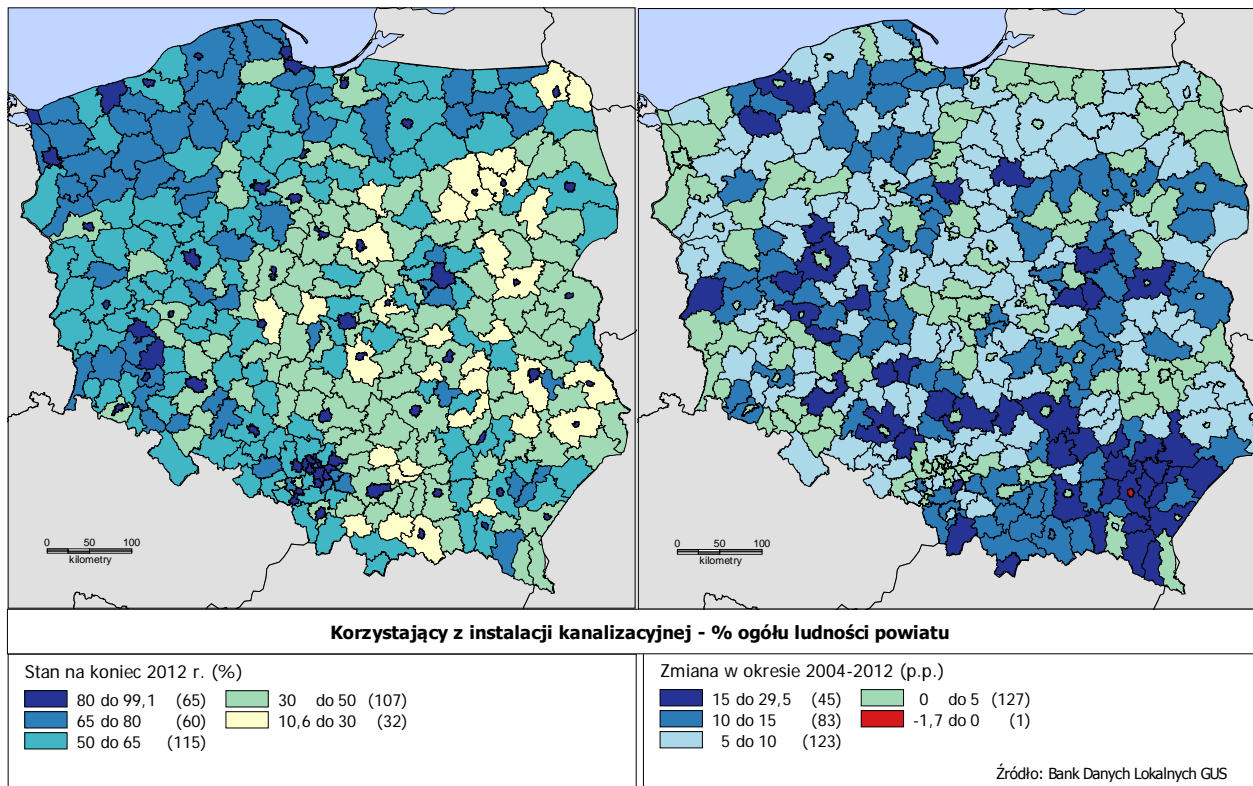 0 50 100
kilometry
0 50 100
kilometry
Korzystający z instalacji kanalizacyjnej - % ogółu ludności powiatu
Stan na koniec 2012 r. (%)
80 do 99,1 (65)
65 do 80 (60)
50 do 65 (115)
30 do 50 (107)
10,6 do 30 (32)
Zmiana w okresie 2004-2012 (p.p.)
15 do 29,5 (45)
10 do 15 (83)
5 do 10 (123)
0 do 5 (127)
-1,7 do 0 (1)
Źródło: Bank Danych Lokalnych GUS